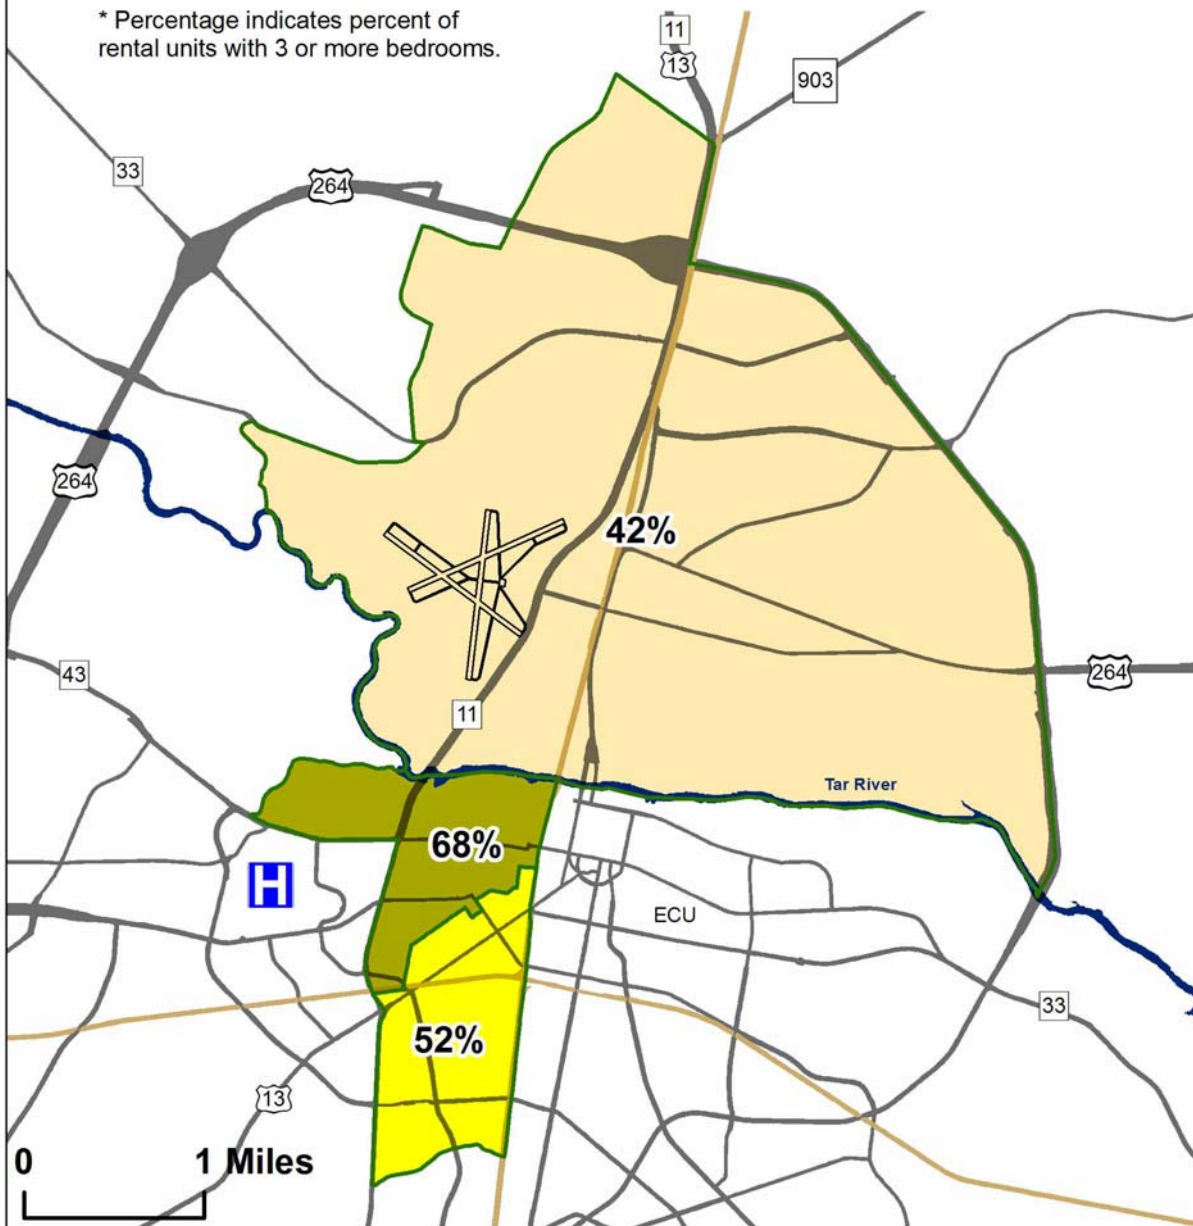 * Percentage indicates percent of
rental units with 3 or more bedrooms.
11
13
903
33
264
264
42%
43
264
11
Tar River
68%
H
ECU
33
52%
13
0 1 Miles